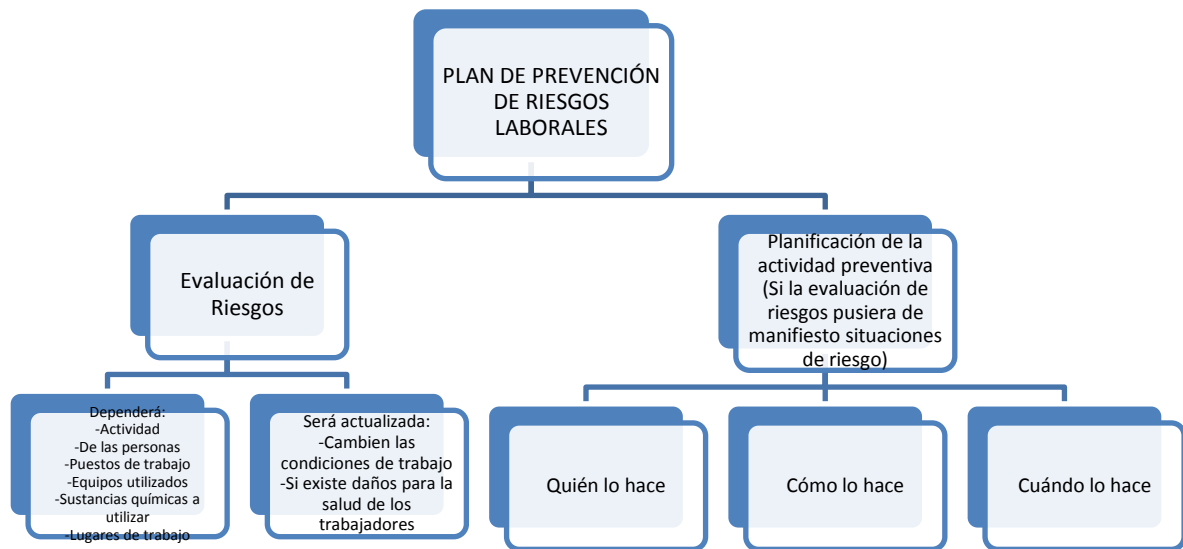 PLAN DE PREVENCIÓN
DE RIESGOS
LABORALES
Evaluación de
Riesgos
Planificación de la
actividad preventiva
(Si la evaluación de
riesgos pusiera de
manifiesto situaciones
de riesgo)
Dependerá:
-Actividad
-De las personas
-Puestos de trabajo
-Equipos utilizados
-Sustancias químicas a
utilizar
-Lugares de trabajo
Será actualizada:
-Cambien las
condiciones de trabajo
-Si existe daños para la
salud de los
trabajadores
Quién lo hace
Cómo lo hace
Cuándo lo hace